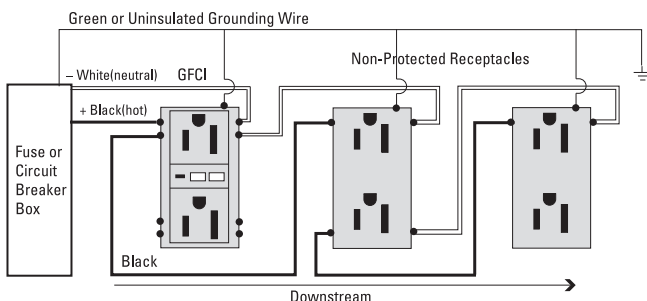 Green or Uninsulated Grounding Wire
– White(neutral)
GFCI
Non-Protected Receptacles
+ Black(hot)
Fuse or
Circuit
Breaker
Box
Black
Downstream